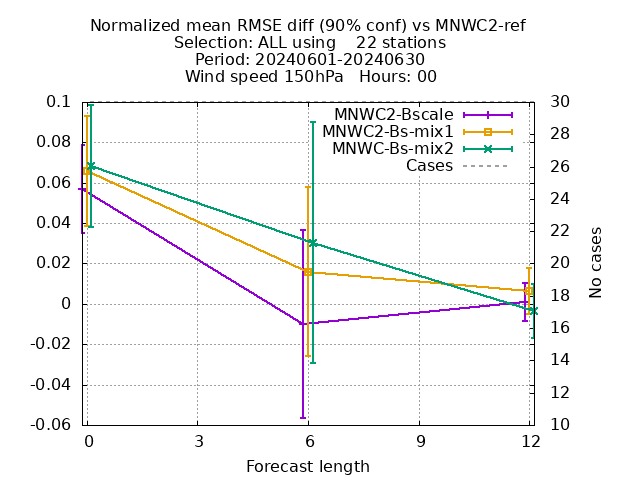 Normalized mean RMSE diff (90% conf) vs MNWC2-ref
Selection: ALL using    22 stations
Period: 20240601-20240630
Wind speed 150hPa   Hours: 00
MNWC2-Bscale
MNWC2-Bs-mix1
MNWC-Bs-mix2
Cases
0.1
0.08
0.06
0.04
0.02
0
-0.02
-0.04
-0.06
30
28
26
24
22
20
18
16
14
12
10
No cases
0 3 6 9 12
Forecast length